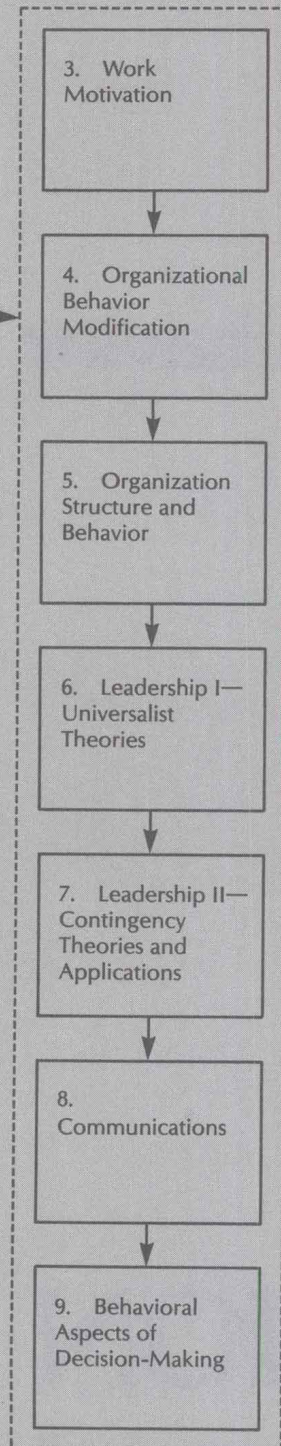 3. Work
Motivation
4. Organizational
Behavior
Modification
5. Organization
Structure and
Behavior
6. Leadership I—
Universalist
Theories
7. Leadership II—
Contingency
Theories and
Applications
8.
Communications
9. Behavioral
Aspects of
Decision-Making